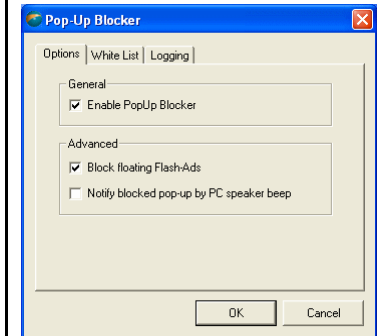 Pop-Up Blocker
Options White List Logging
General
Enable PopUp Blocker
Advanced
Block floating Flash-Ads
Notify blocked pop-up by PC speaker beep
OK Cancel